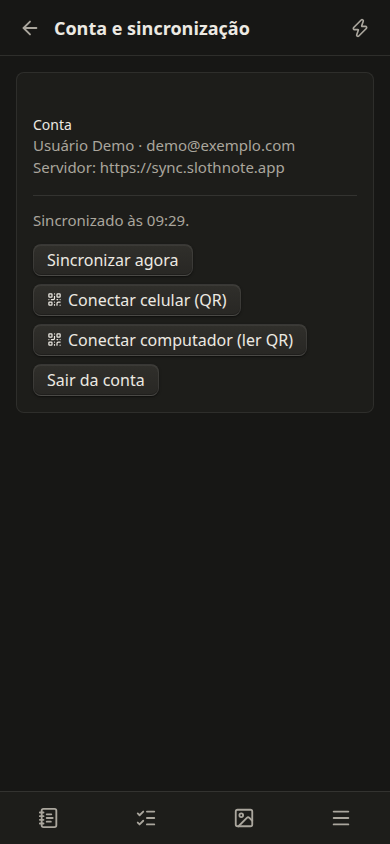 Conta e sincronização
Conta
Usuário Demo · demo@exemplo.com
Servidor: https://sync.slothnote.app
Sincronizado às 09:29.
Sincronizar agora
Conectar celular (QR)
Conectar computador (ler QR)
Sair da conta